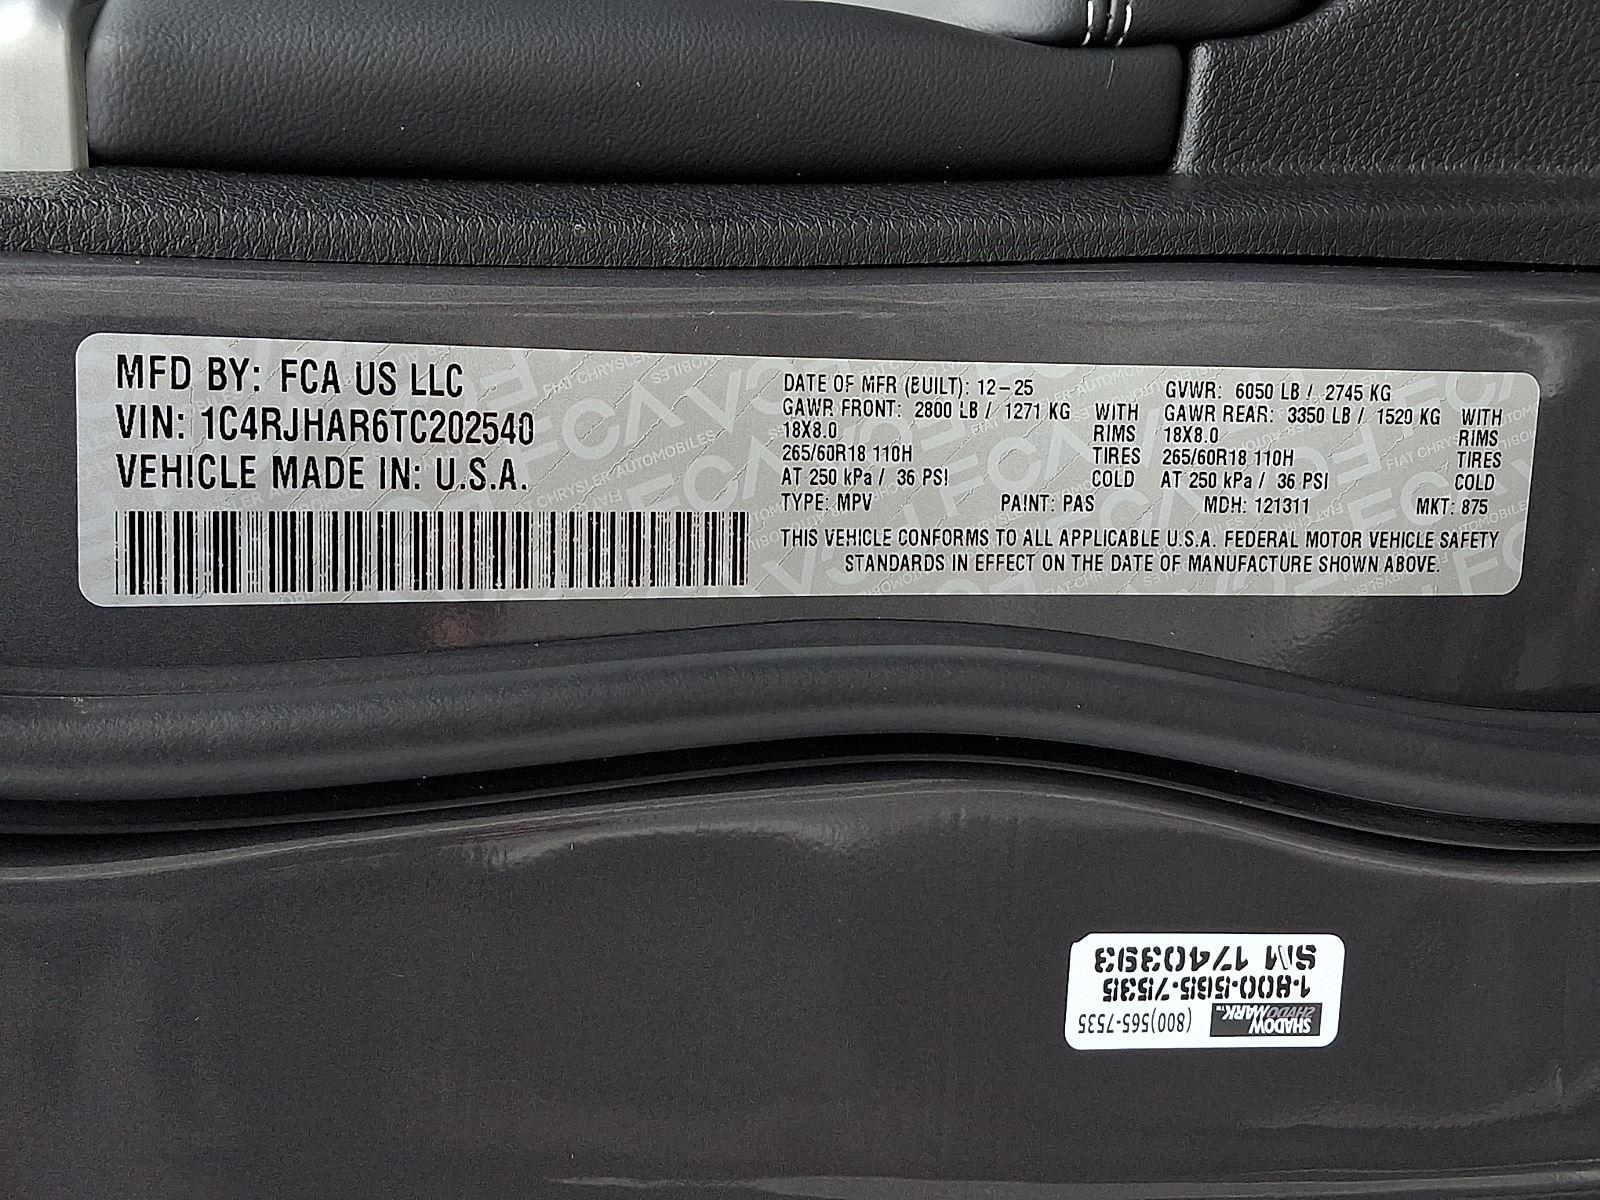 MFD BY: FCA US LLC
VIN: 1C4RJHAR6TC202540
VEHICLE MADE IN: U.S.A.
DATE OF MFR (BUILT): 12-25 GVWR: 6050 LB / 2745 KG
GAWR FRONT: 2800 LB / 1271 KG WITH GAWR REAR: 3350 LB / 1520 KG WITH
18X8.0 RIMS 18X8.0 RIMS
265/60R18 110H TIRES 265/60R18 110H TIRES
AT 250 kPa / 36 PSI COLD AT 250 kPa / 36 PSI COLD
TYPE: MPV PAINT: PAS MDH: 121311 MKT: 875
THIS VEHICLE CONFORMS TO ALL APPLICABLE U.S.A. FEDERAL MOTOR VEHICLE SAFETY
STANDARDS IN EFFECT ON THE DATE OF MANUFACTURE SHOWN ABOVE.
SHADOW
MARK™ SHADO (800)565-7535
1-800-565-7535
SM 17403393